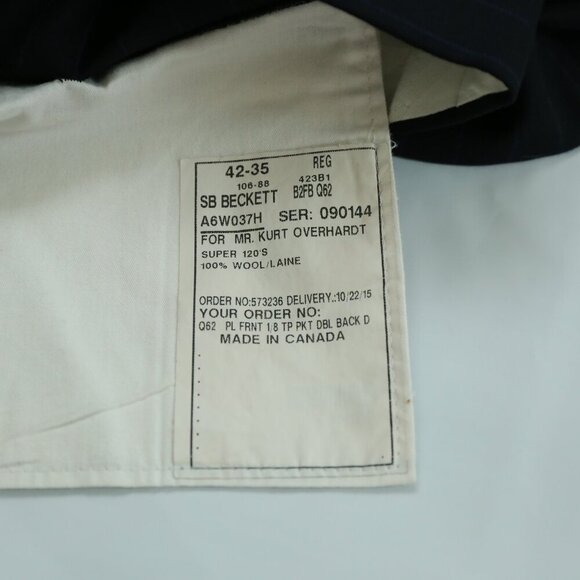 42-35 REG
106-88 423B1
SB BECKETT B2FB Q62
A6W037H SER: 090144
FOR MR. KURT OVERHARDT
SUPER 120'S
100% WOOL/LAINE
ORDER NO:573236 DELIVERY.:10/22/15
YOUR ORDER NO:
Q62 PL FRNT 1/8 TP PKT DBL BACK D
MADE IN CANADA